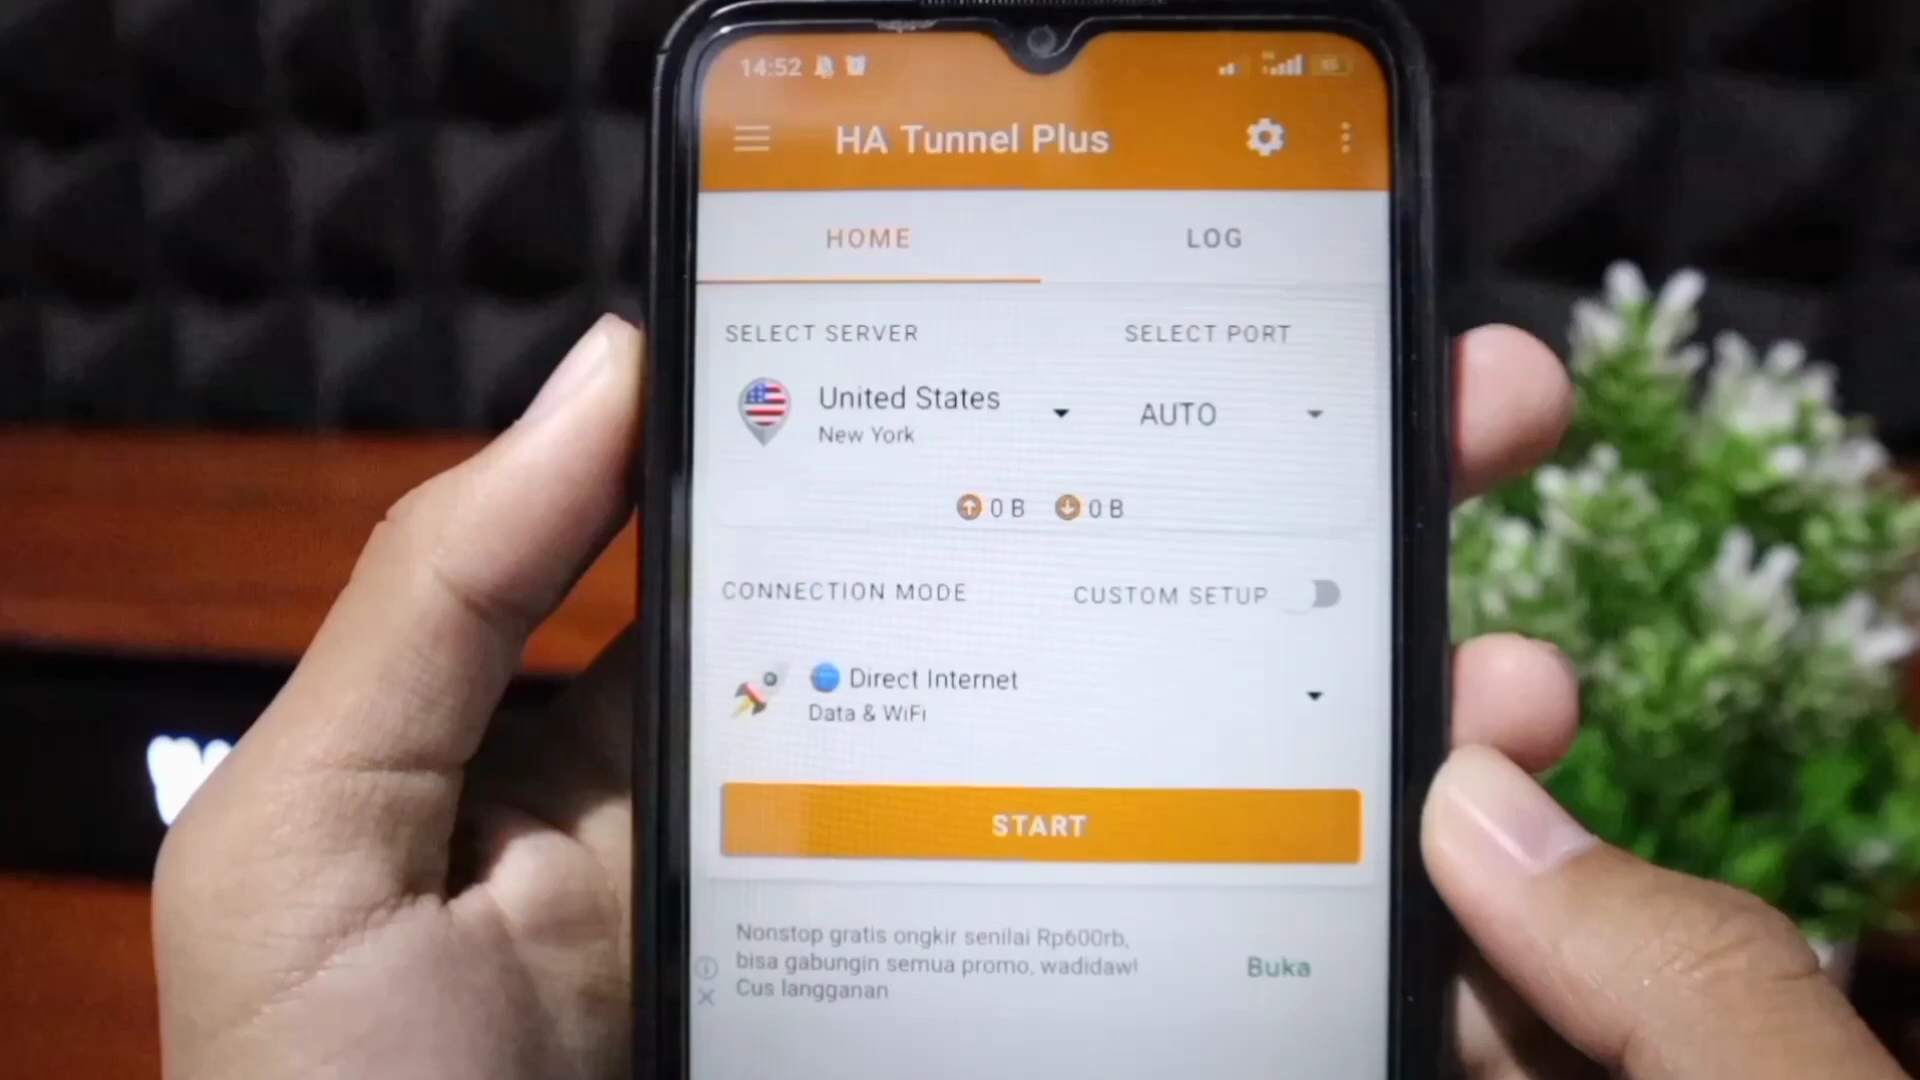 14:52
HA Tunnel Plus
HOME
LOG
SELECT SERVER
SELECT PORT
United States
New York
AUTO
0 B
0 B
CONNECTION MODE
CUSTOM SETUP
Direct Internet
Data & WiFi
START
Nonstop gratis ongkir senilai Rp600rb,
bisa gabungin semua promo, wadidaw!
Cus langganan
Buka